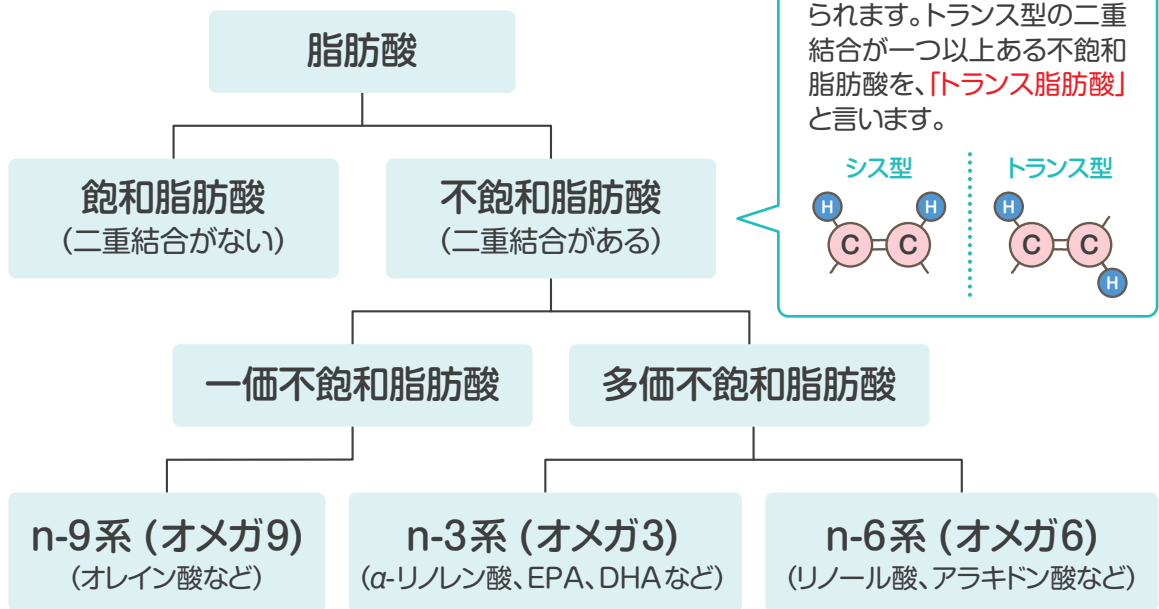 られます。トランス型の二重
結合が一つ以上ある不飽和
脂肪酸を、「トランス脂肪酸」
と言います。
シス型
トランス型
H
H
C
C
H
C
C
H
脂肪酸
飽和脂肪酸
(二重結合がない)
不飽和脂肪酸
(二重結合がある)
一価不飽和脂肪酸
多価不飽和脂肪酸
n-9系 (オメガ9)
(オレイン酸など)
n-3系 (オメガ3)
(α-リノレン酸、EPA、DHAなど)
n-6系 (オメガ6)
(リノール酸、アラキドン酸など)